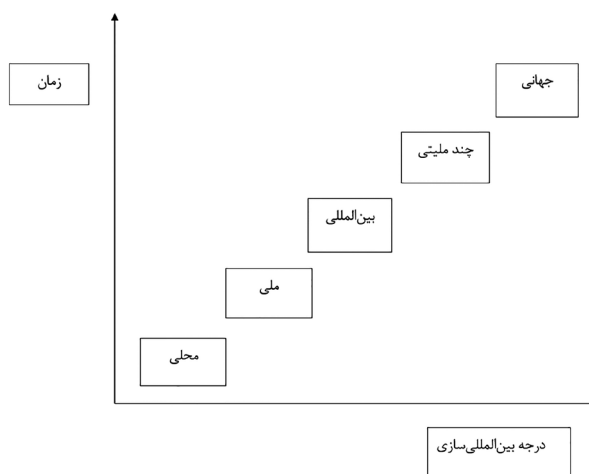 زمان
جهانی
چند ملیتی
بین‌المللی
ملی
محلی
درجه بین‌المللی‌سازی